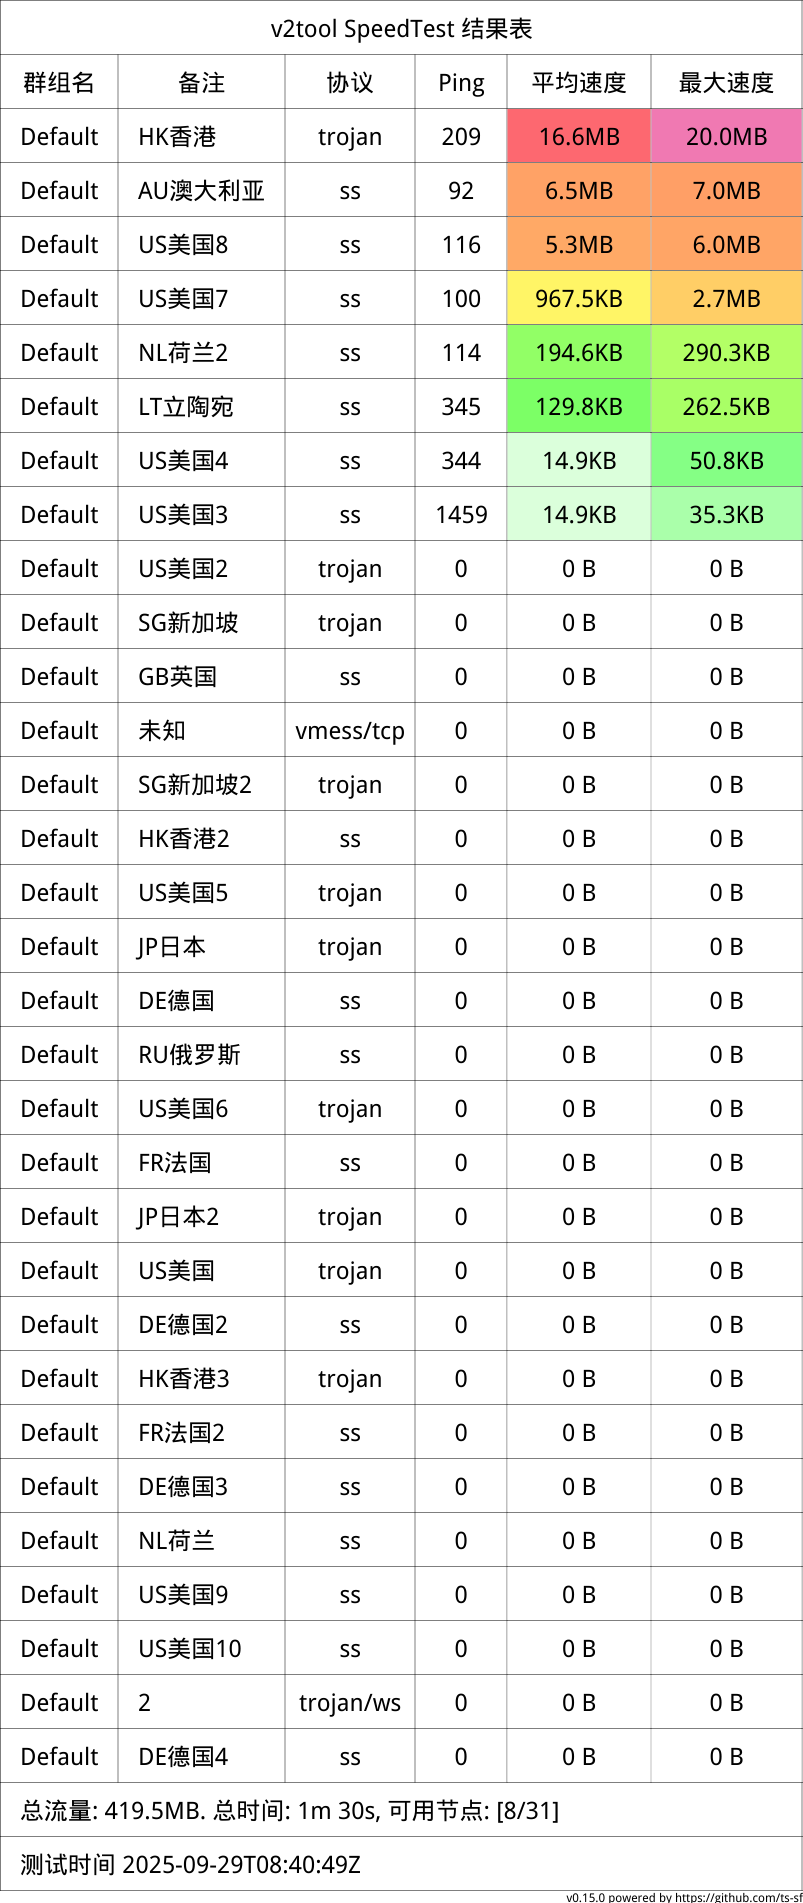 v2tool SpeedTest 结果表
群组名 备注 协议 Ping 平均速度 最大速度
Default HK香港 trojan 209 16.6MB 20.0MB
Default AU澳大利亚 ss 92 6.5MB 7.0MB
Default US美国8 ss 116 5.3MB 6.0MB
Default US美国7 ss 100 967.5KB 2.7MB
Default NL荷兰2 ss 114 194.6KB 290.3KB
Default LT立陶宛 ss 345 129.8KB 262.5KB
Default US美国4 ss 344 14.9KB 50.8KB
Default US美国3 ss 1459 14.9KB 35.3KB
Default US美国2 trojan 0 0 B 0 B
Default SG新加坡 trojan 0 0 B 0 B
Default GB英国 ss 0 0 B 0 B
Default 未知 vmess/tcp 0 0 B 0 B
Default SG新加坡2 trojan 0 0 B 0 B
Default HK香港2 ss 0 0 B 0 B
Default US美国5 trojan 0 0 B 0 B
Default JP日本 trojan 0 0 B 0 B
Default DE德国 ss 0 0 B 0 B
Default RU俄罗斯 ss 0 0 B 0 B
Default US美国6 trojan 0 0 B 0 B
Default FR法国 ss 0 0 B 0 B
Default JP日本2 trojan 0 0 B 0 B
Default US美国 trojan 0 0 B 0 B
Default DE德国2 ss 0 0 B 0 B
Default HK香港3 trojan 0 0 B 0 B
Default FR法国2 ss 0 0 B 0 B
Default DE德国3 ss 0 0 B 0 B
Default NL荷兰 ss 0 0 B 0 B
Default US美国9 ss 0 0 B 0 B
Default US美国10 ss 0 0 B 0 B
Default 2 trojan/ws 0 0 B 0 B
Default DE德国4 ss 0 0 B 0 B
总流量: 419.5MB. 总时间: 1m 30s, 可用节点: [8/31]
测试时间 2025-09-29T08:40:49Z
v0.15.0 powered by https://github.com/ts-sf